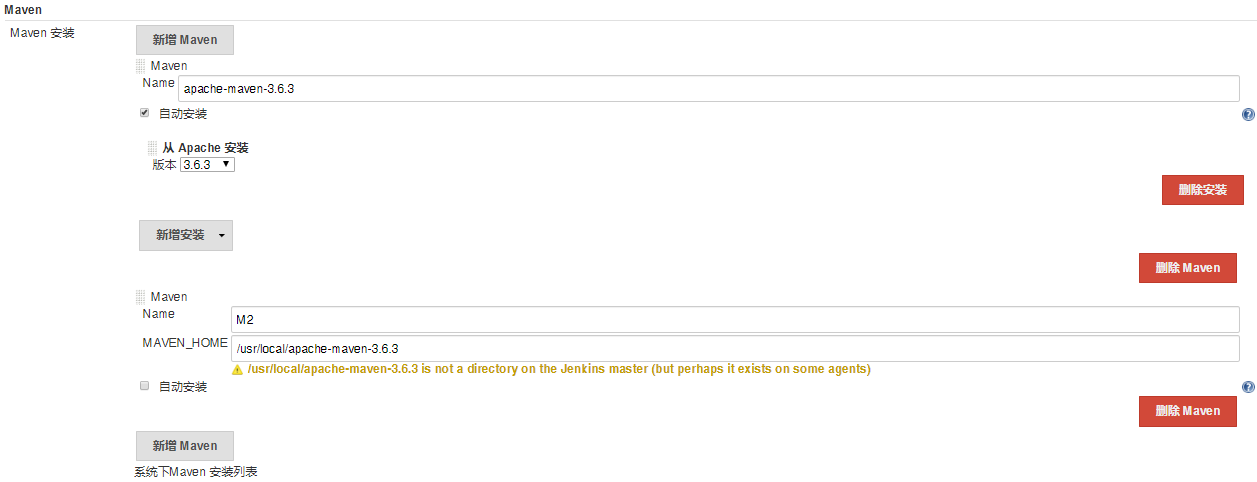 Maven
Maven 安装
新增 Maven
Maven
Name apache-maven-3.6.3
自动安装
从 Apache 安装
版本 3.6.3
删除安装
新增安装
删除 Maven
Maven
Name M2
MAVEN_HOME /usr/local/apache-maven-3.6.3
/usr/local/apache-maven-3.6.3 is not a directory on the Jenkins master (but perhaps it exists on some agents)
自动安装
删除 Maven
新增 Maven
系统下Maven 安装列表